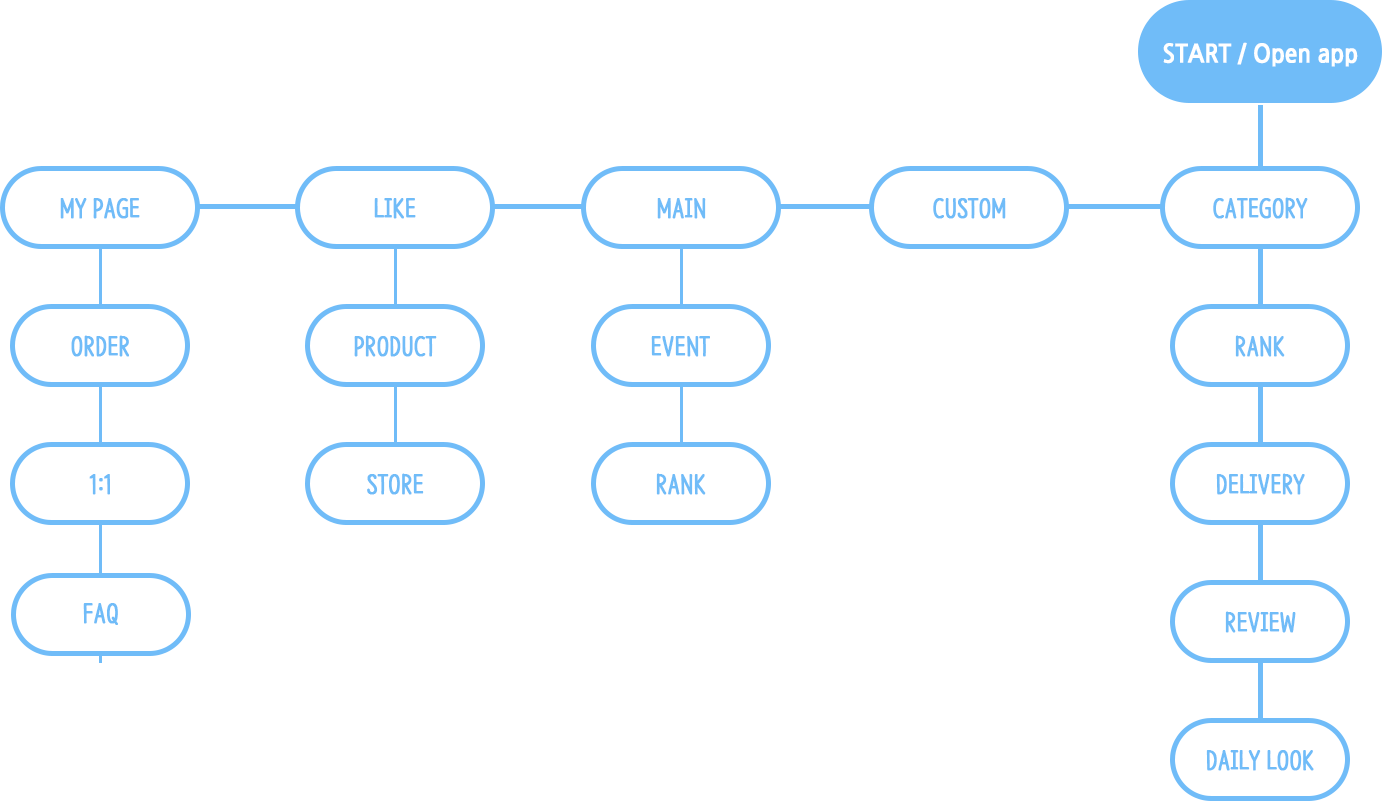 START / Open app
MY PAGE
LIKE
MAIN
CUSTOM
CATEGORY
ORDER
PRODUCT
EVENT
RANK
1:1
STORE
RANK
DELIVERY
FAQ
REVIEW
DAILY LOOK